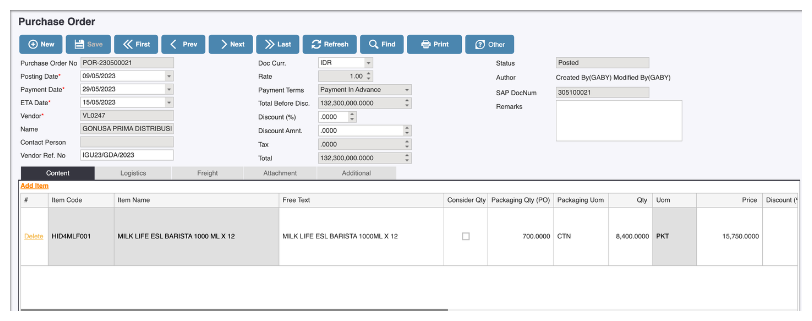 Purchase Order
New Save First Prev Next Last Refresh Find Print Other
Purchase Order No POR-230500021 Doc Curr. IDR Status Posted
Posting Date* 09/05/2023 Rate 1.00 Author Created By(GABY) Modified By(GABY)
Payment Date* 29/05/2023 Payment Terms Payment In Advance SAP DocNum 305100021
ETA Date* 15/05/2023 Total Before Disc. 132,300,000.0000 Remarks
Vendor* VL0247 Discount (%) .0000
Name GONUSA PRIMA DISTRIBUSI Discount Amnt. .0000
Contact Person Tax .0000
Vendor Ref. No IGU23/GDA/2023 Total 132,300,000.0000
Content Logistics Freight Attachment Additional
Add Item
# Item Code Item Name Free Text Consider Qty Packaging Qty (PO) Packaging Uom Qty Uom Price Discount (%
Delete HID4MLF001 MILK LIFE ESL BARISTA 1000 ML X 12 MILK LIFE ESL BARISTA 1000ML X 12 700.0000 CTN 8,400.0000 PKT 15,750.0000